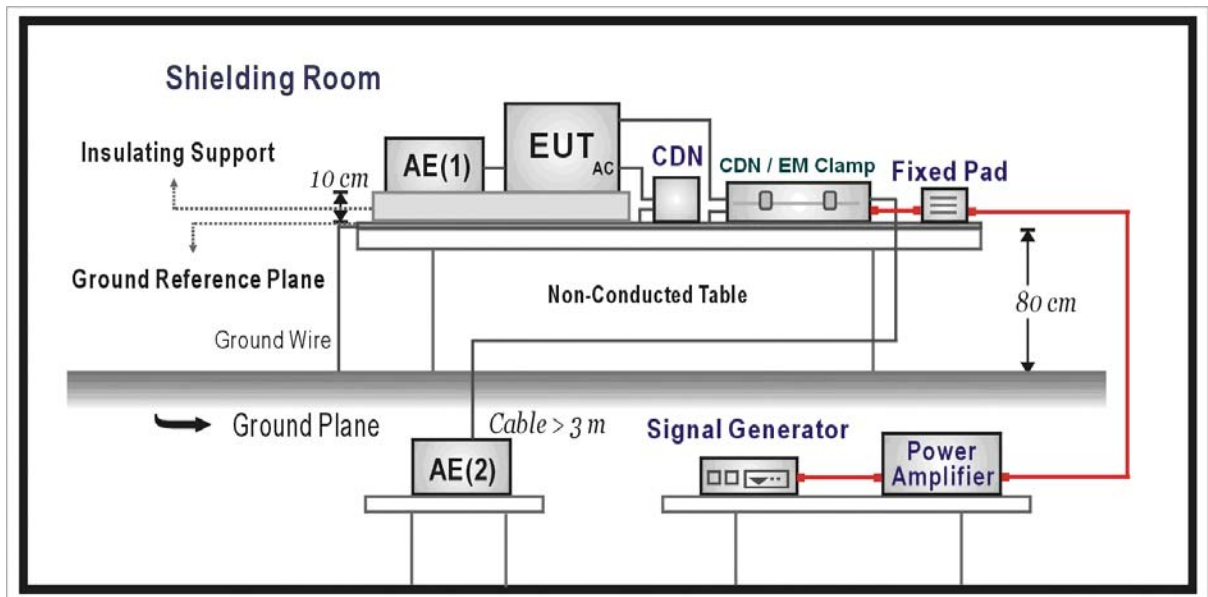 Shielding Room
Insulating Support
10 cm
AE(1)
EUT
AC
CDN
CDN / EM Clamp
Fixed Pad
Ground Reference Plane
Non-Conducted Table
80 cm
Ground Wire
Ground Plane
Cable > 3 m
Signal Generator
AE(2)
Power
Amplifier